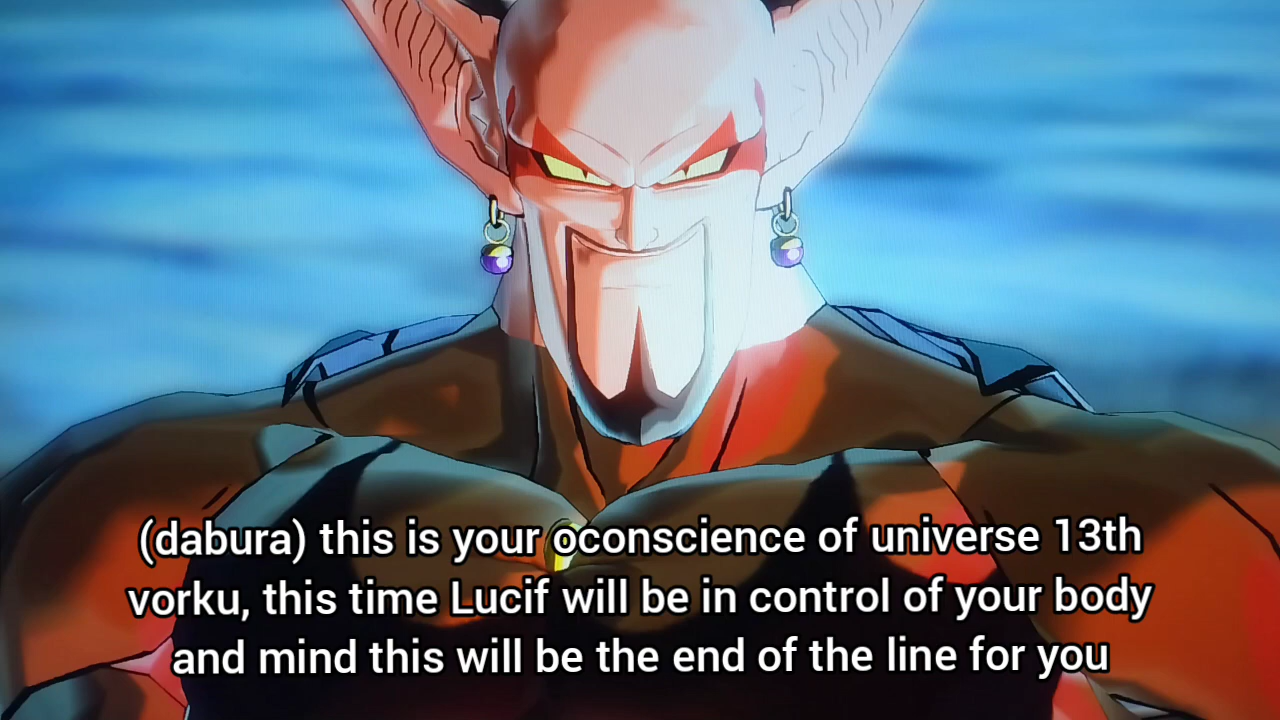 (dabura) this is your oconscience of universe 13th
vorku, this time Lucif will be in control of your body
and mind this will be the end of the line for you